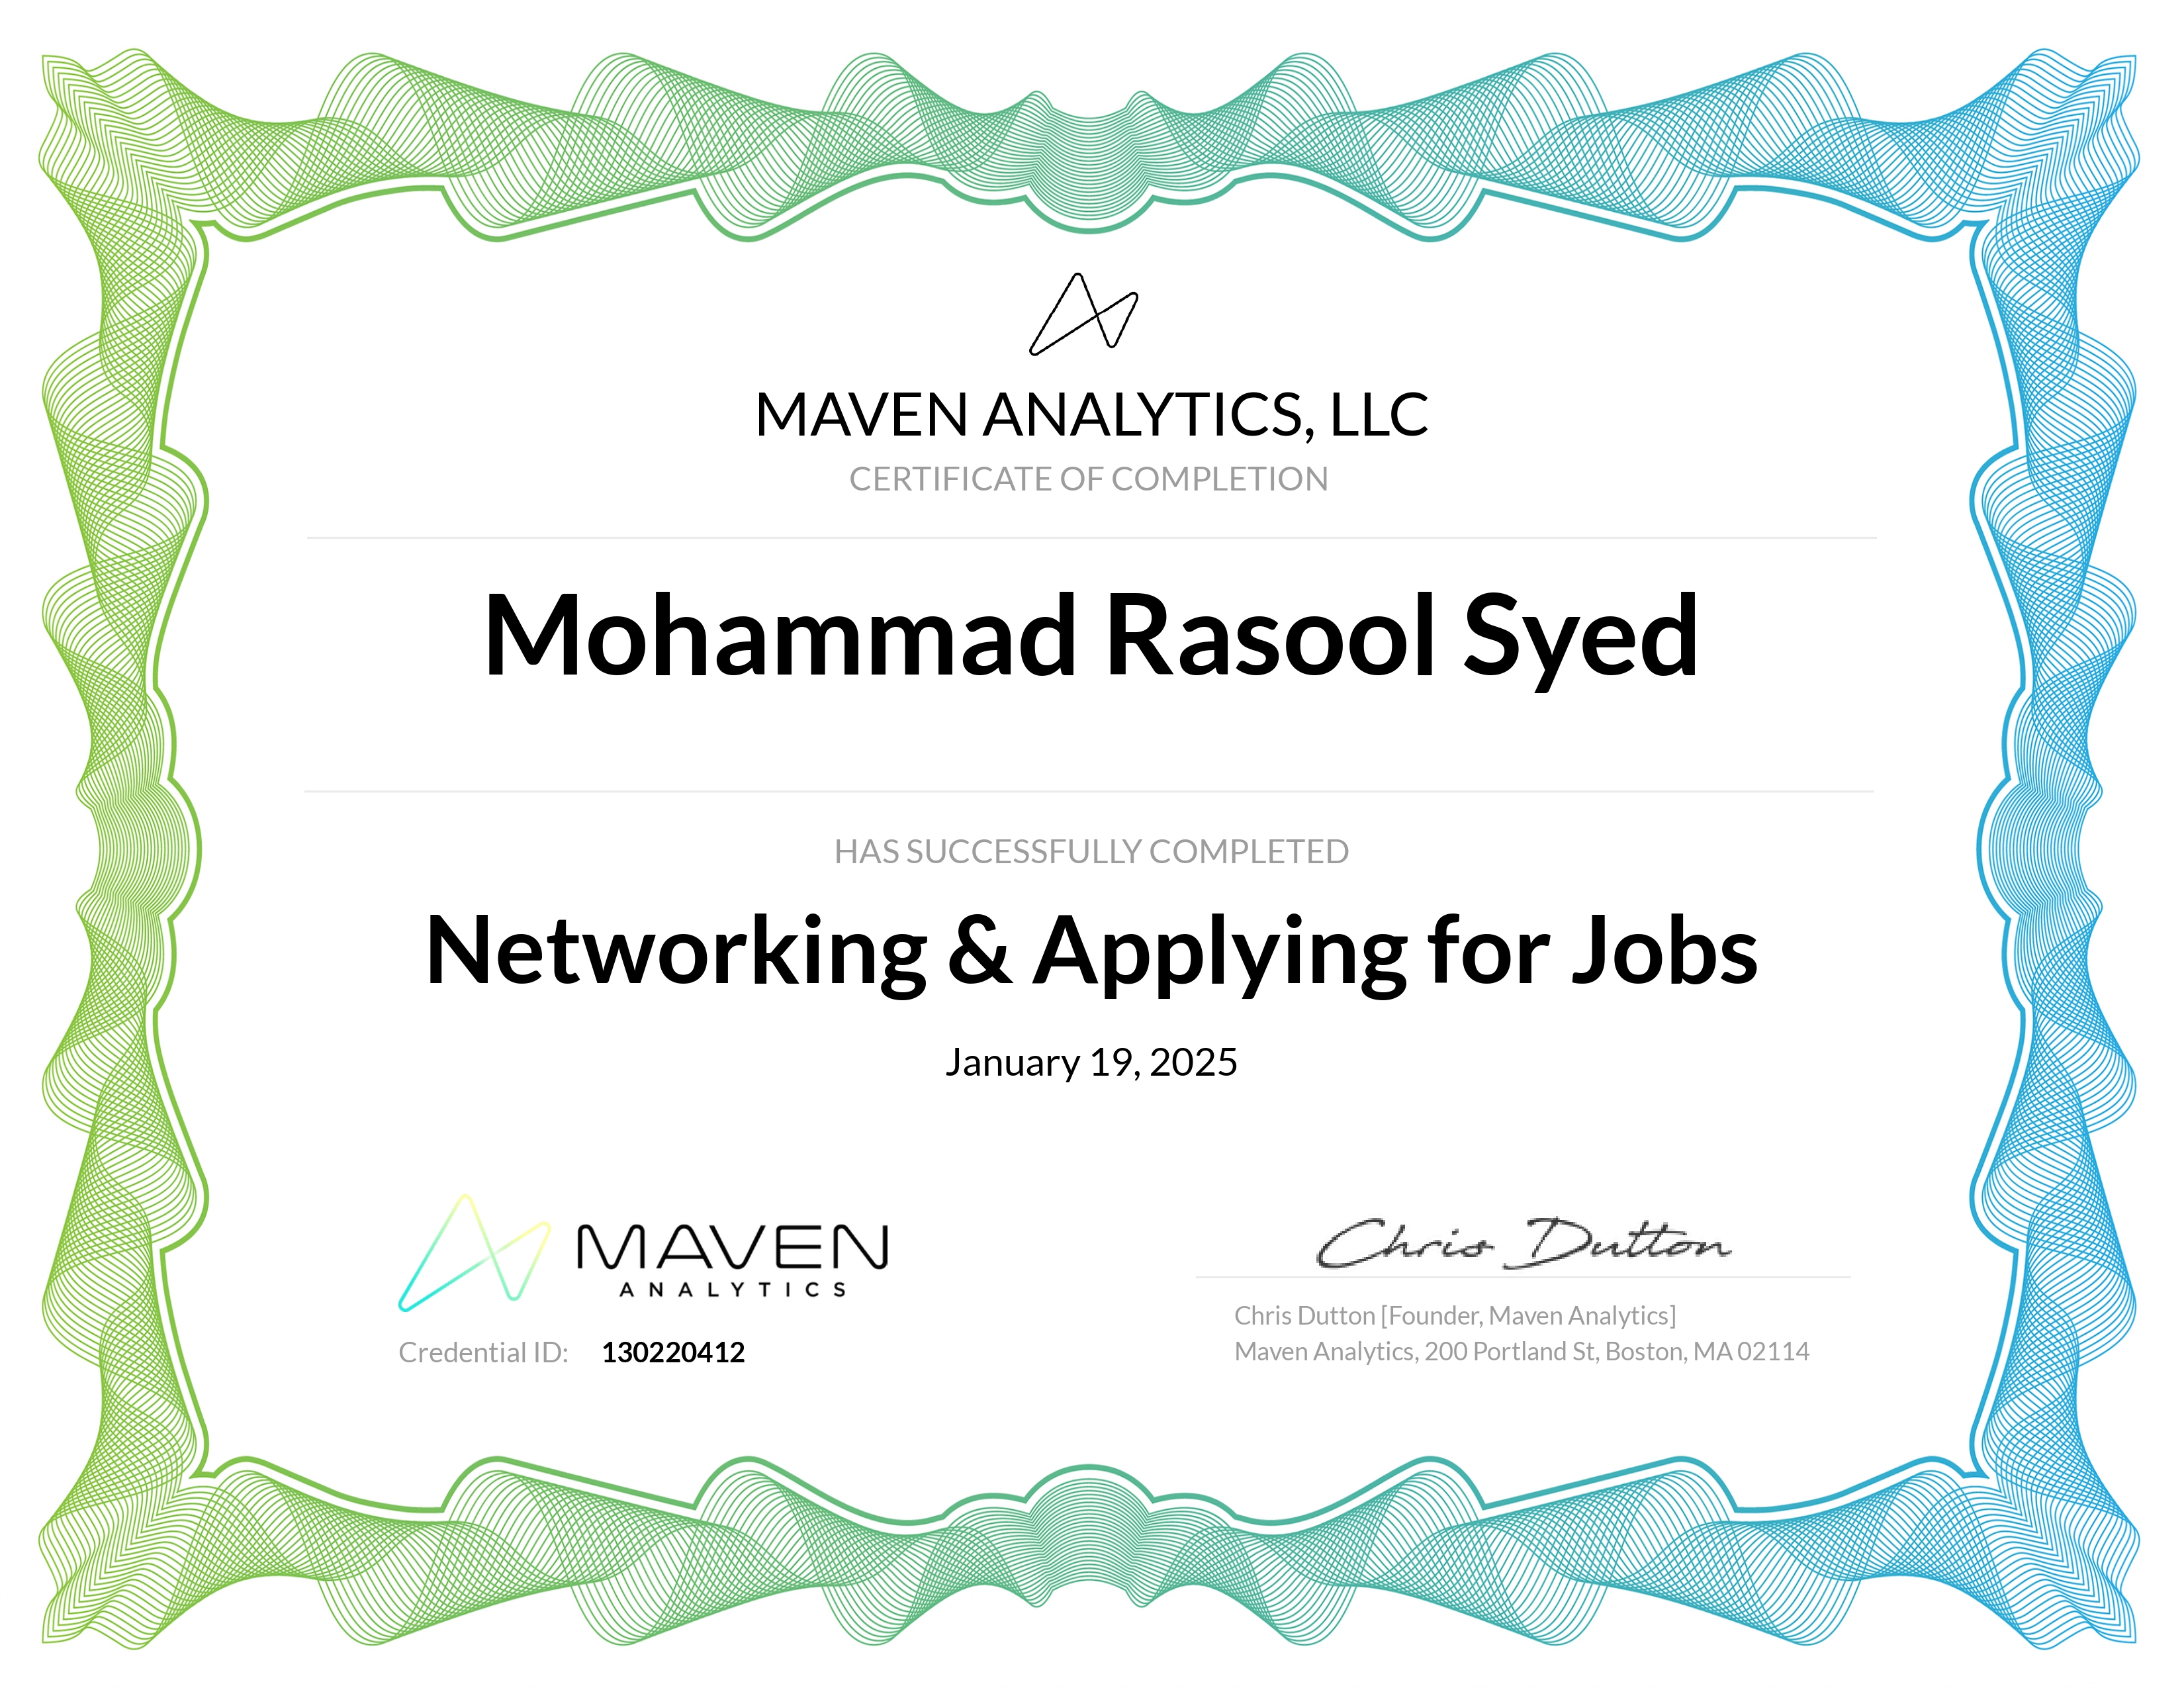 MAVEN ANALYTICS, LLC
CERTIFICATE OF COMPLETION
Mohammad Rasool Syed
HAS SUCCESSFULLY COMPLETED
Networking & Applying for Jobs
January 19, 2025
MAVEN
ANALYTICS
Credential ID: 130220412
Chris Dutton
Chris Dutton [Founder, Maven Analytics]
Maven Analytics, 200 Portland St, Boston, MA 02114